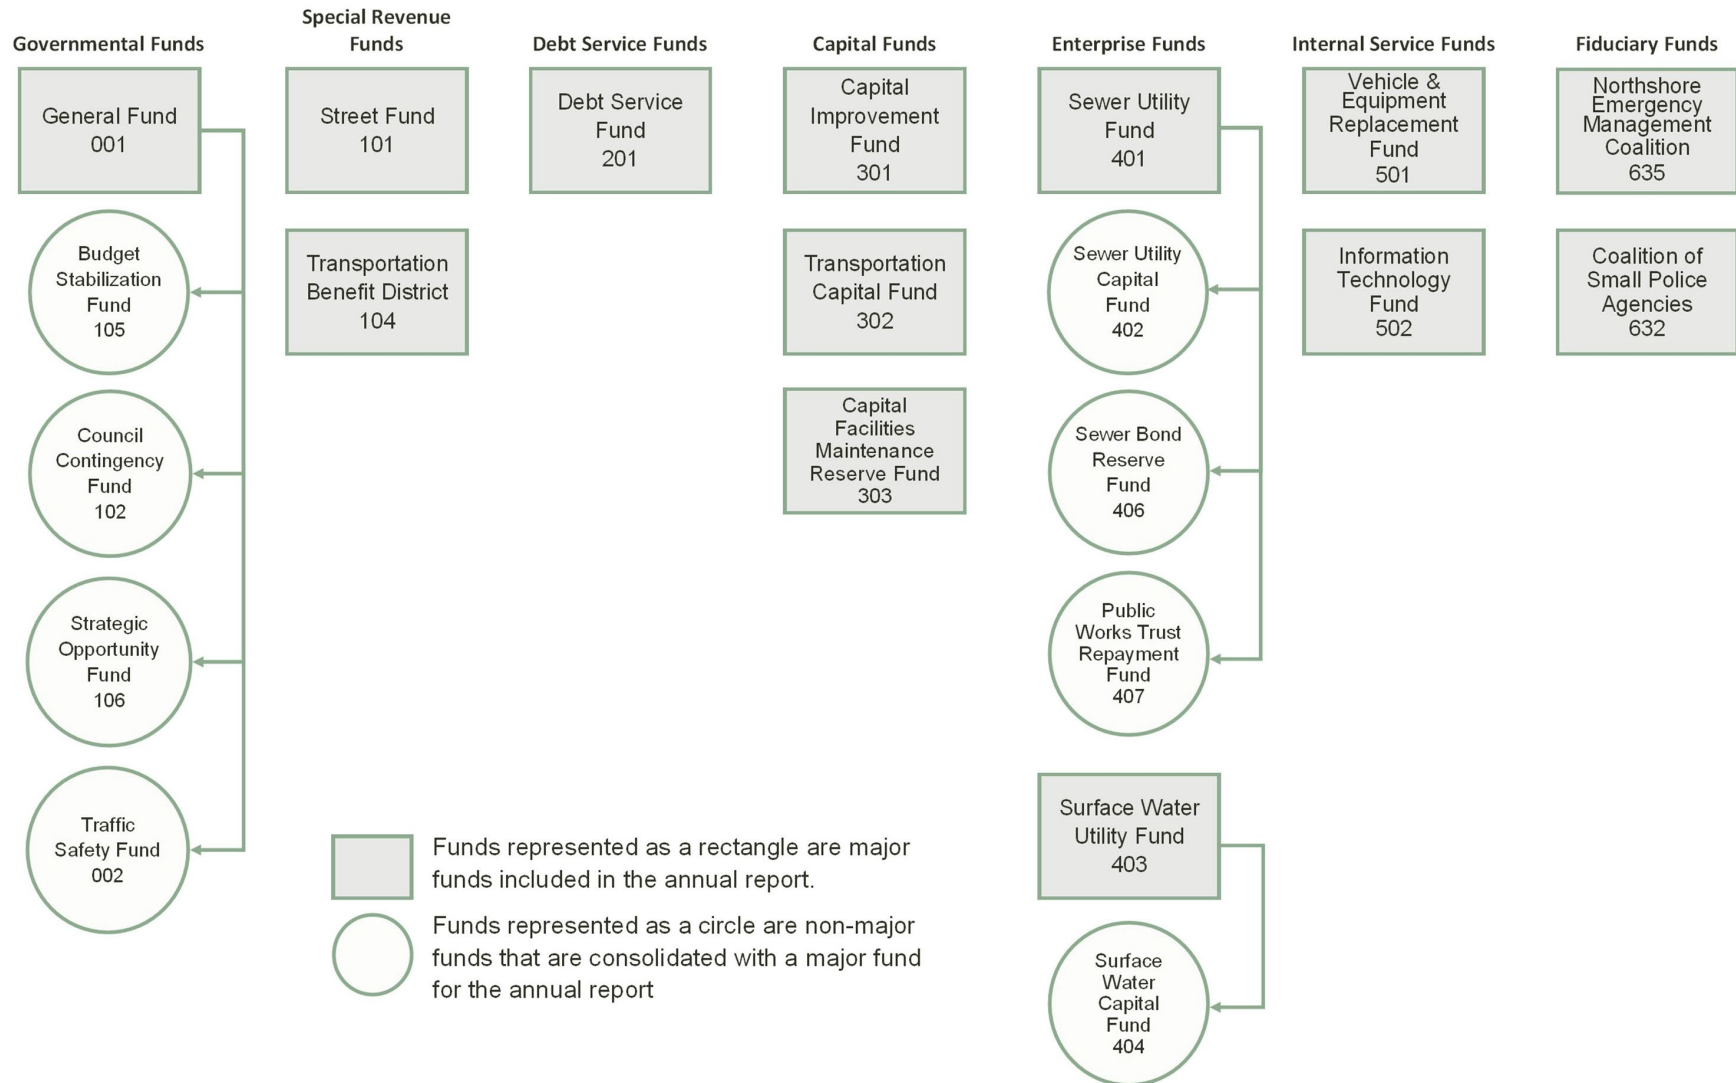 Governmental Funds
General Fund
001
Budget
Stabilization
Fund
105
Council
Contingency
Fund
102
Strategic
Opportunity
Fund
106
Traffic
Safety Fund
002
Special Revenue
Funds
Street Fund
101
Transportation
Benefit District
104
Debt Service Funds
Debt Service
Fund
201
Capital Funds
Capital
Improvement
Fund
301
Transportation
Capital Fund
302
Capital
Facilities
Maintenance
Reserve Fund
303
Enterprise Funds
Sewer Utility
Fund
401
Sewer Utility
Capital
Fund
402
Sewer Bond
Reserve
Fund
406
Public
Works Trust
Repayment
Fund
407
Surface Water
Utility Fund
403
Surface
Water
Capital
Fund
404
Internal Service Funds
Vehicle &
Equipment
Replacement
Fund
501
Information
Technology
Fund
502
Fiduciary Funds
Northshore
Emergency
Management
Coalition
635
Coalition of
Small Police
Agencies
632
Funds represented as a rectangle are major
funds included in the annual report.
Funds represented as a circle are non-major
funds that are consolidated with a major fund
for the annual report